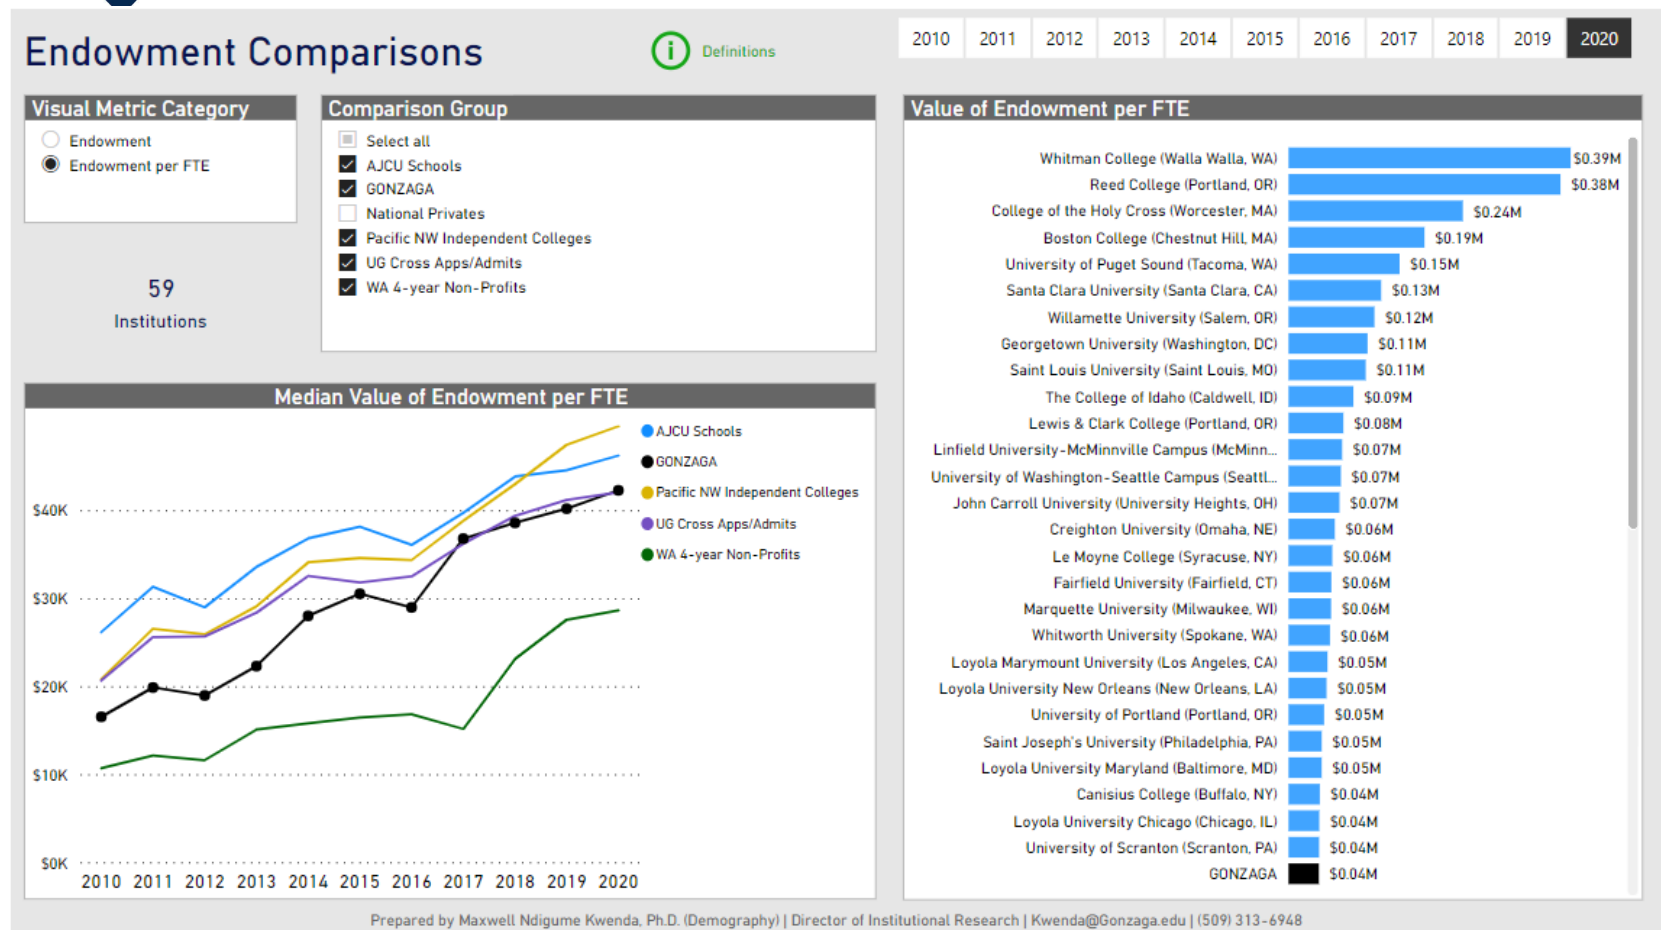 Endowment Comparisons
Definitions
2010 2011 2012 2013 2014 2015 2016 2017 2018 2019 2020
Visual Metric Category
Endowment
Endowment per FTE
59
Institutions
Comparison Group
Select all
AJCU Schools
GONZAGA
National Privates
Pacific NW Independent Colleges
UG Cross Apps/Admits
WA 4-year Non-Profits
Median Value of Endowment per FTE
AJCU Schools
GONZAGA
Pacific NW Independent Colleges
UG Cross Apps/Admits
WA 4-year Non-Profits
$40K
$30K
$20K
$10K
$0K
2010 2011 2012 2013 2014 2015 2016 2017 2018 2019 2020
Value of Endowment per FTE
Whitman College (Walla Walla, WA) $0.39M
Reed College (Portland, OR) $0.38M
College of the Holy Cross (Worcester, MA) $0.24M
Boston College (Chestnut Hill, MA) $0.19M
University of Puget Sound (Tacoma, WA) $0.15M
Santa Clara University (Santa Clara, CA) $0.13M
Willamette University (Salem, OR) $0.12M
Georgetown University (Washington, DC) $0.11M
Saint Louis University (Saint Louis, MO) $0.11M
The College of Idaho (Caldwell, ID) $0.09M
Lewis & Clark College (Portland, OR) $0.08M
Linfield University-McMinnville Campus (McMinn... $0.07M
University of Washington-Seattle Campus (Seattl... $0.07M
John Carroll University (University Heights, OH) $0.07M
Creighton University (Omaha, NE) $0.06M
Le Moyne College (Syracuse, NY) $0.06M
Fairfield University (Fairfield, CT) $0.06M
Marquette University (Milwaukee, WI) $0.06M
Whitworth University (Spokane, WA) $0.06M
Loyola Marymount University (Los Angeles, CA) $0.05M
Loyola University New Orleans (New Orleans, LA) $0.05M
University of Portland (Portland, OR) $0.05M
Saint Joseph's University (Philadelphia, PA) $0.05M
Loyola University Maryland (Baltimore, MD) $0.05M
Canisius College (Buffalo, NY) $0.04M
Loyola University Chicago (Chicago, IL) $0.04M
University of Scranton (Scranton, PA) $0.04M
GONZAGA $0.04M
Prepared by Maxwell Ndigume Kwenda, Ph.D. (Demography) | Director of Institutional Research | Kwenda@Gonzaga.edu | (509) 313-6948